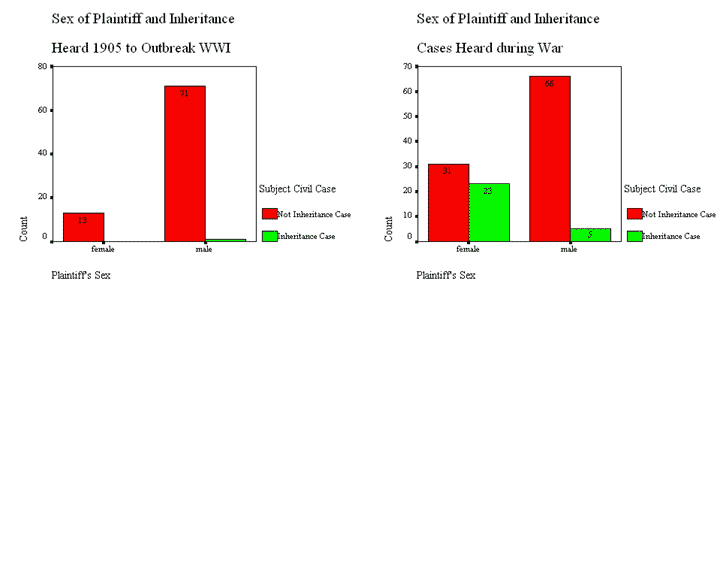 Sex of Plaintiff and Inheritance
Heard 1905 to Outbreak WWI
80
60
40
20
0
Count
71
13
female
male
Plaintiff's Sex
Subject Civil Case
Not Inheritance Case
Inheritance Case
Sex of Plaintiff and Inheritance
Cases Heard during War
70
60
50
40
30
20
10
0
Count
66
31
23
5
female
male
Plaintiff's Sex
Subject Civil Case
Not Inheritance Case
Inheritance Case